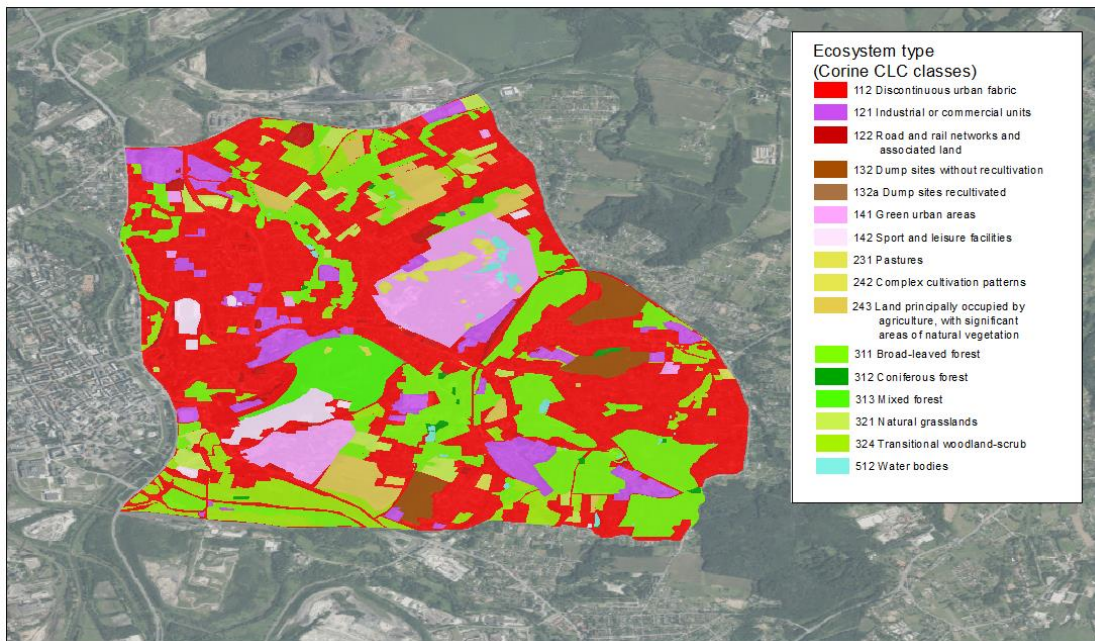 Ecosystem type
(Corine CLC classes)
112 Discontinuous urban fabric
121 Industrial or commercial units
122 Road and rail networks and
associated land
132 Dump sites without recultivation
132a Dump sites recultivated
141 Green urban areas
142 Sport and leisure facilities
231 Pastures
242 Complex cultivation patterns
243 Land principally occupied by
agriculture, with significant
areas of natural vegetation
311 Broad-leaved forest
312 Coniferous forest
313 Mixed forest
321 Natural grasslands
324 Transitional woodland-scrub
512 Water bodies